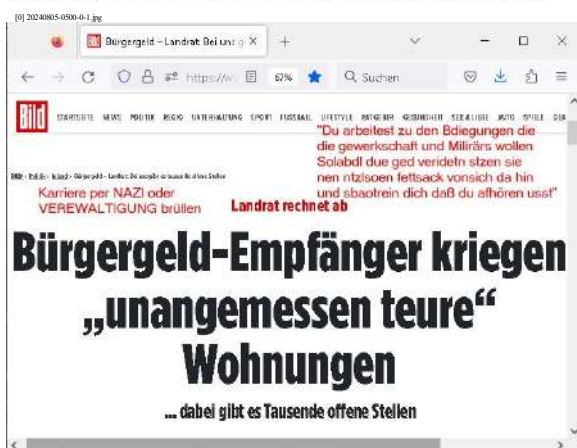 [0] 20240805-0500-0-1.jpg
Bürgergeld – Landrat: Bei uns gi
https://w
67%
Suchen
Bild
STARTSEITE NEWS POLITIK REGIO UNTERHALTUNG SPORT FUSSBALL LIFESTYLE RATGEBER GESUNDHEIT SEX & LIEBE AUTO SPIELE DEA
"Du arbeitest zu den Bdiegungen die
die gewerkschaft und Milirärs wollen
Solabdl due ged veridetn stzen sie
nen ntzlsoen fettsack vonsich da hin
und sbaotrein dich daß du afhören usst"
Karriere per NAZI oder
VEREWALTIGUNG brüllen
Landrat rechnet ab
Bürgergeld-Empfänger kriegen
„unangemessen teure“
Wohnungen
... dabei gibt es Tausende offene Stellen